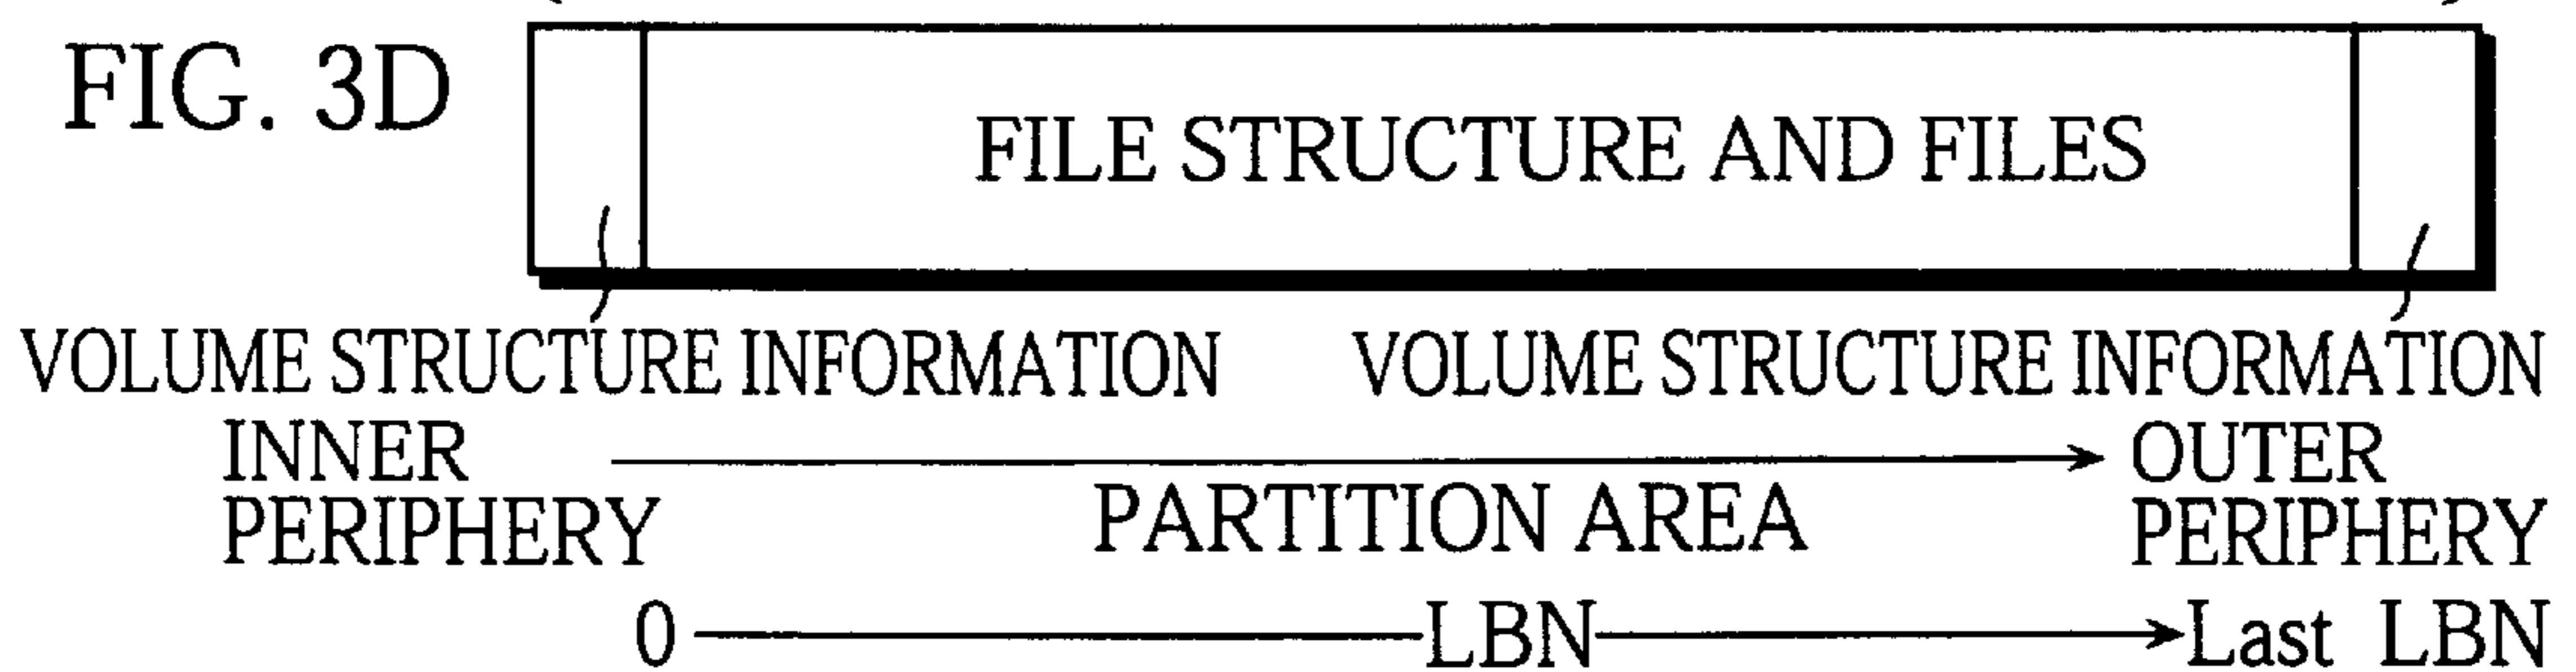 FIG. 3D
FILE STRUCTURE AND FILES
VOLUME STRUCTURE INFORMATION VOLUME STRUCTURE INFORMATION
INNER PERIPHERY
PARTITION AREA
OUTER PERIPHERY
0 LBN Last LBN